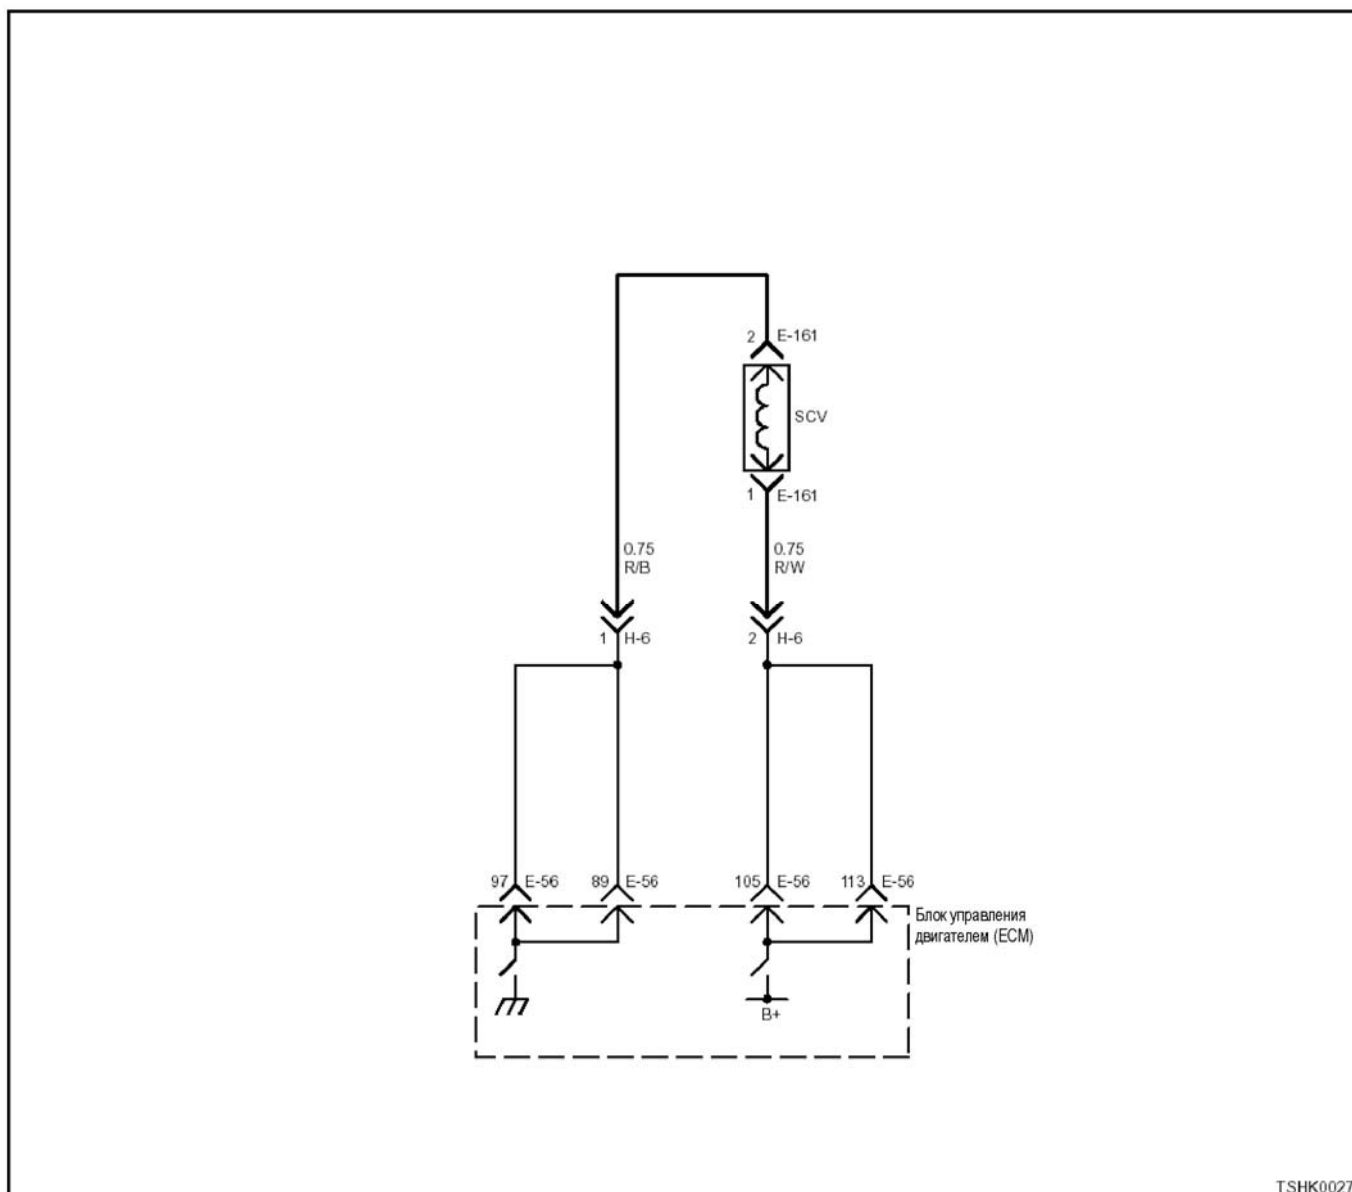 2 E-161
SCV
1 E-161
0.75
R/B
0.75
R/W
1 H-6
2 H-6
97 E-56
89 E-56
105 E-56
113 E-56
Блок управления
двигателем (ECM)
B+
TSHK0027